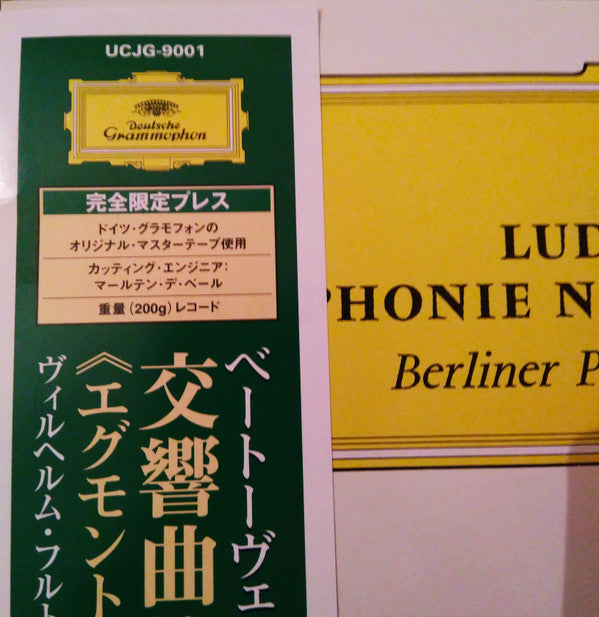 UCJG-9001
Deutsche
Grammophon
完全限定プレス
ドイツ・グラモフォンの
オリジナル・マスターテープ使用
カッティング・エンジニア：
マールテン・デ・ベール
重量（200g）レコード
ベートーヴェ
交響曲
《エグモント
ヴィルヘルム・フルト
LUD
PHONIE N
Berliner P